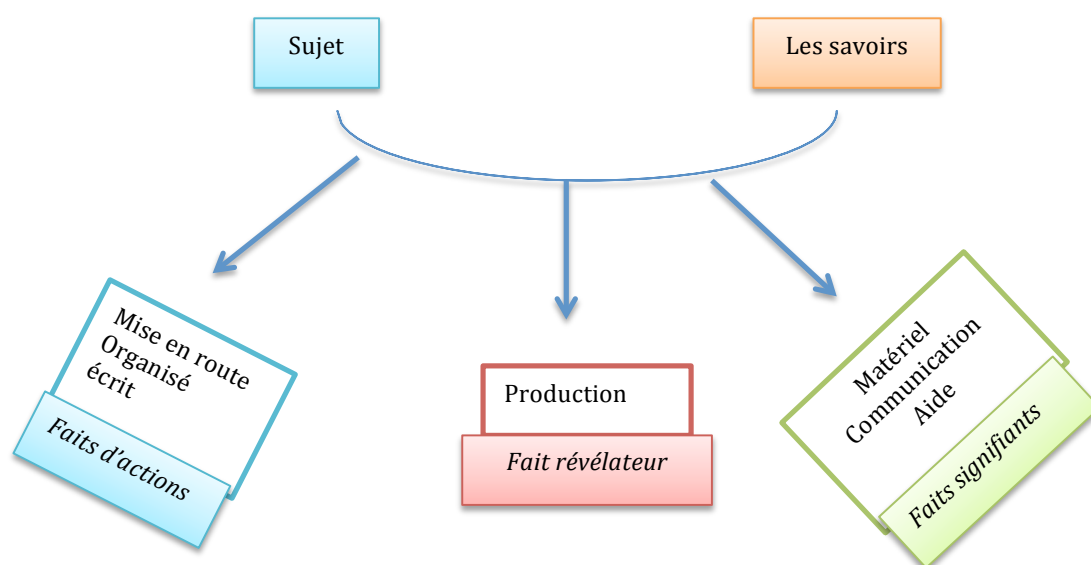 Sujet
Les savoirs
Mise en route
Organisé
écrit
Faits d'actions
Production
Fait révélateur
Matériel
Communication
Aide
Faits signifiants